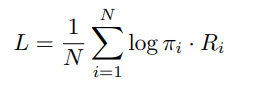 L = \frac{1}{N} \sum_{i=1}^{N} \log \pi_i \cdot R_i